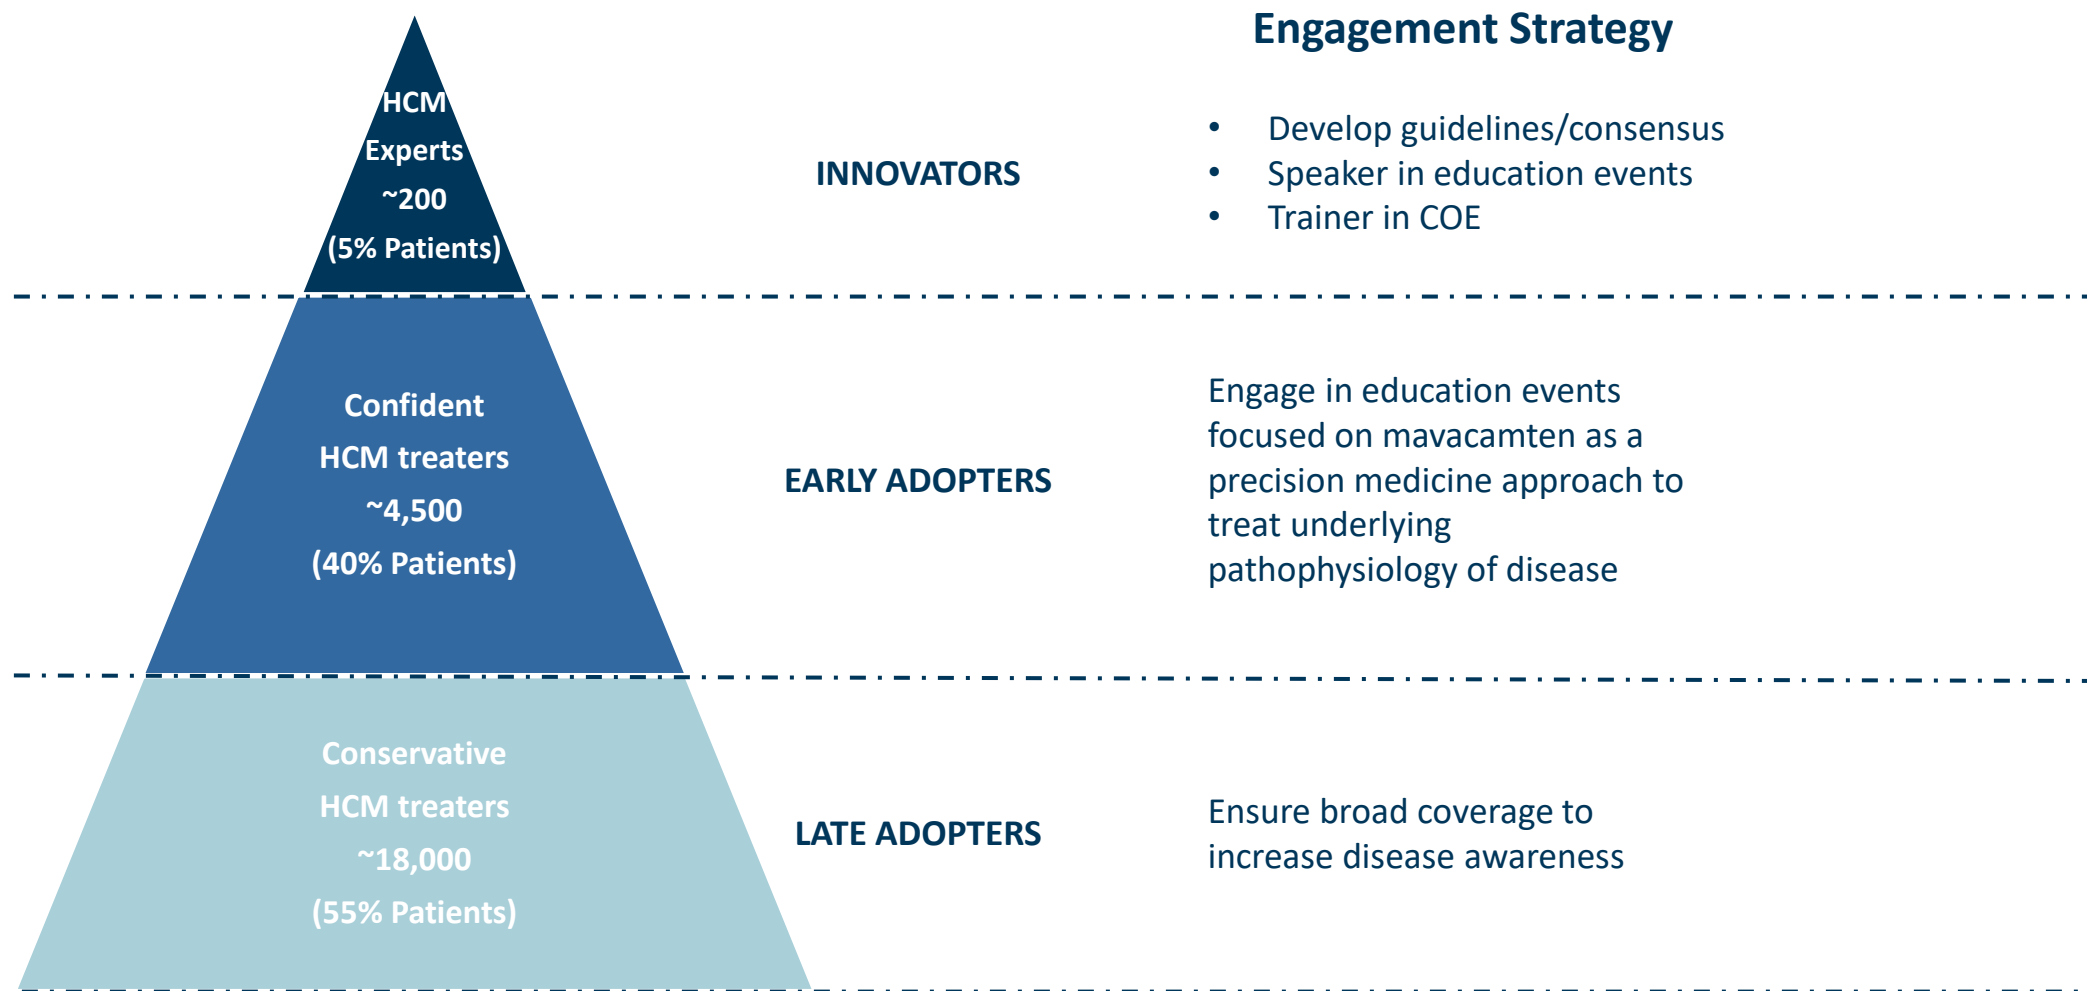 Engagement Strategy
HCM
Experts
~200
(5% Patients)
INNOVATORS
• Develop guidelines/consensus
• Speaker in education events
• Trainer in COE
Confident
HCM treaters
~4,500
(40% Patients)
EARLY ADOPTERS
Engage in education events
focused on mavacamten as a
precision medicine approach to
treat underlying
pathophysiology of disease
Conservative
HCM treaters
~18,000
(55% Patients)
LATE ADOPTERS
Ensure broad coverage to
increase disease awareness